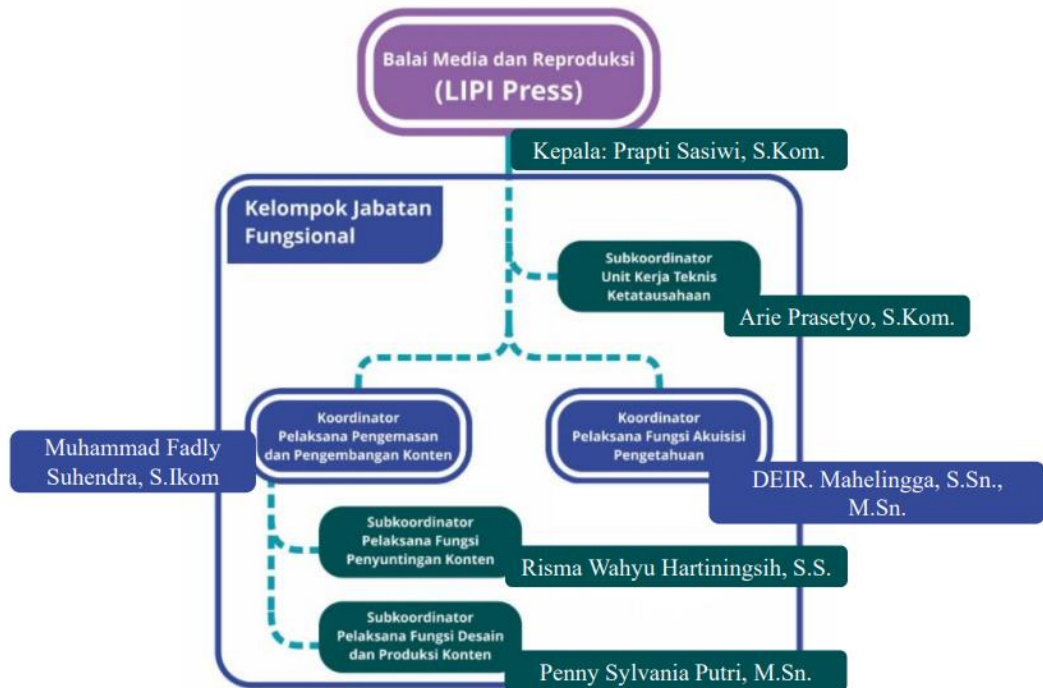 Balai Media dan Reproduksi
(LIPI Press)
Kepala: Prapti Sasiwi, S.Kom.
Kelompok Jabatan
Fungsional
Subkoordinator
Unit Kerja Teknis
Ketatausahaan
Arie Prasetyo, S.Kom.
Koordinator
Pelaksana Pengemasan
dan Pengembangan Konten
Muhammad Fadly
Suhendra, S.Ikom
Koordinator
Pelaksana Fungsi Akuisisi
Pengetahuan
DEIR. Mahelingga, S.Sn.,
M.Sn.
Subkoordinator
Pelaksana Fungsi
Penyuntingan Konten
Risma Wahyu Hartiningsih, S.S.
Subkoordinator
Pelaksana Fungsi Desain
dan Produksi Konten
Penny Sylvania Putri, M.Sn.